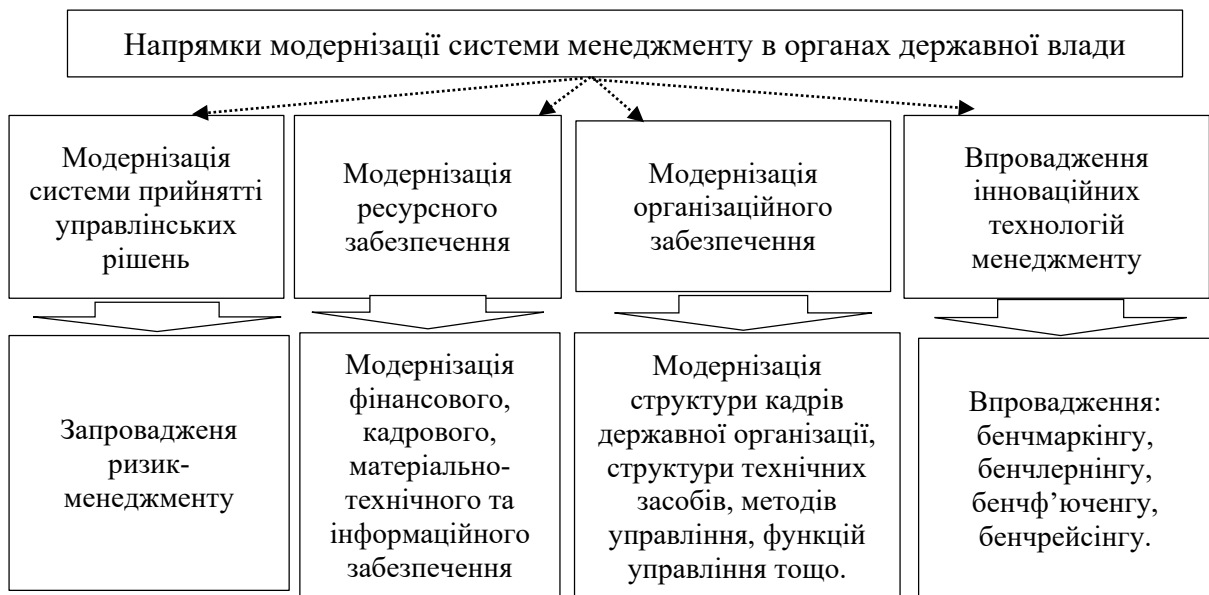 Напрямки модернізації системи менеджменту в органах державної влади
Модернізація
системи прийнятті
управлінських
рішень
Модернізація
ресурсного
забезпечення
Модернізація
організаційного
забезпечення
Впровадження
інноваційних
технологій
менеджменту
Запровадженя
ризик-
менеджменту
Модернізація
фінансового,
кадрового,
матеріально-
технічного та
інформаційного
забезпечення
Модернізація
структури кадрів
державної організації,
структури технічних
засобів, методів
управління, функцій
управління тощо.
Впровадження:
бенчмаркінгу,
бенчлернінгу,
бенчф’юченгу,
бенчрейсінгу.